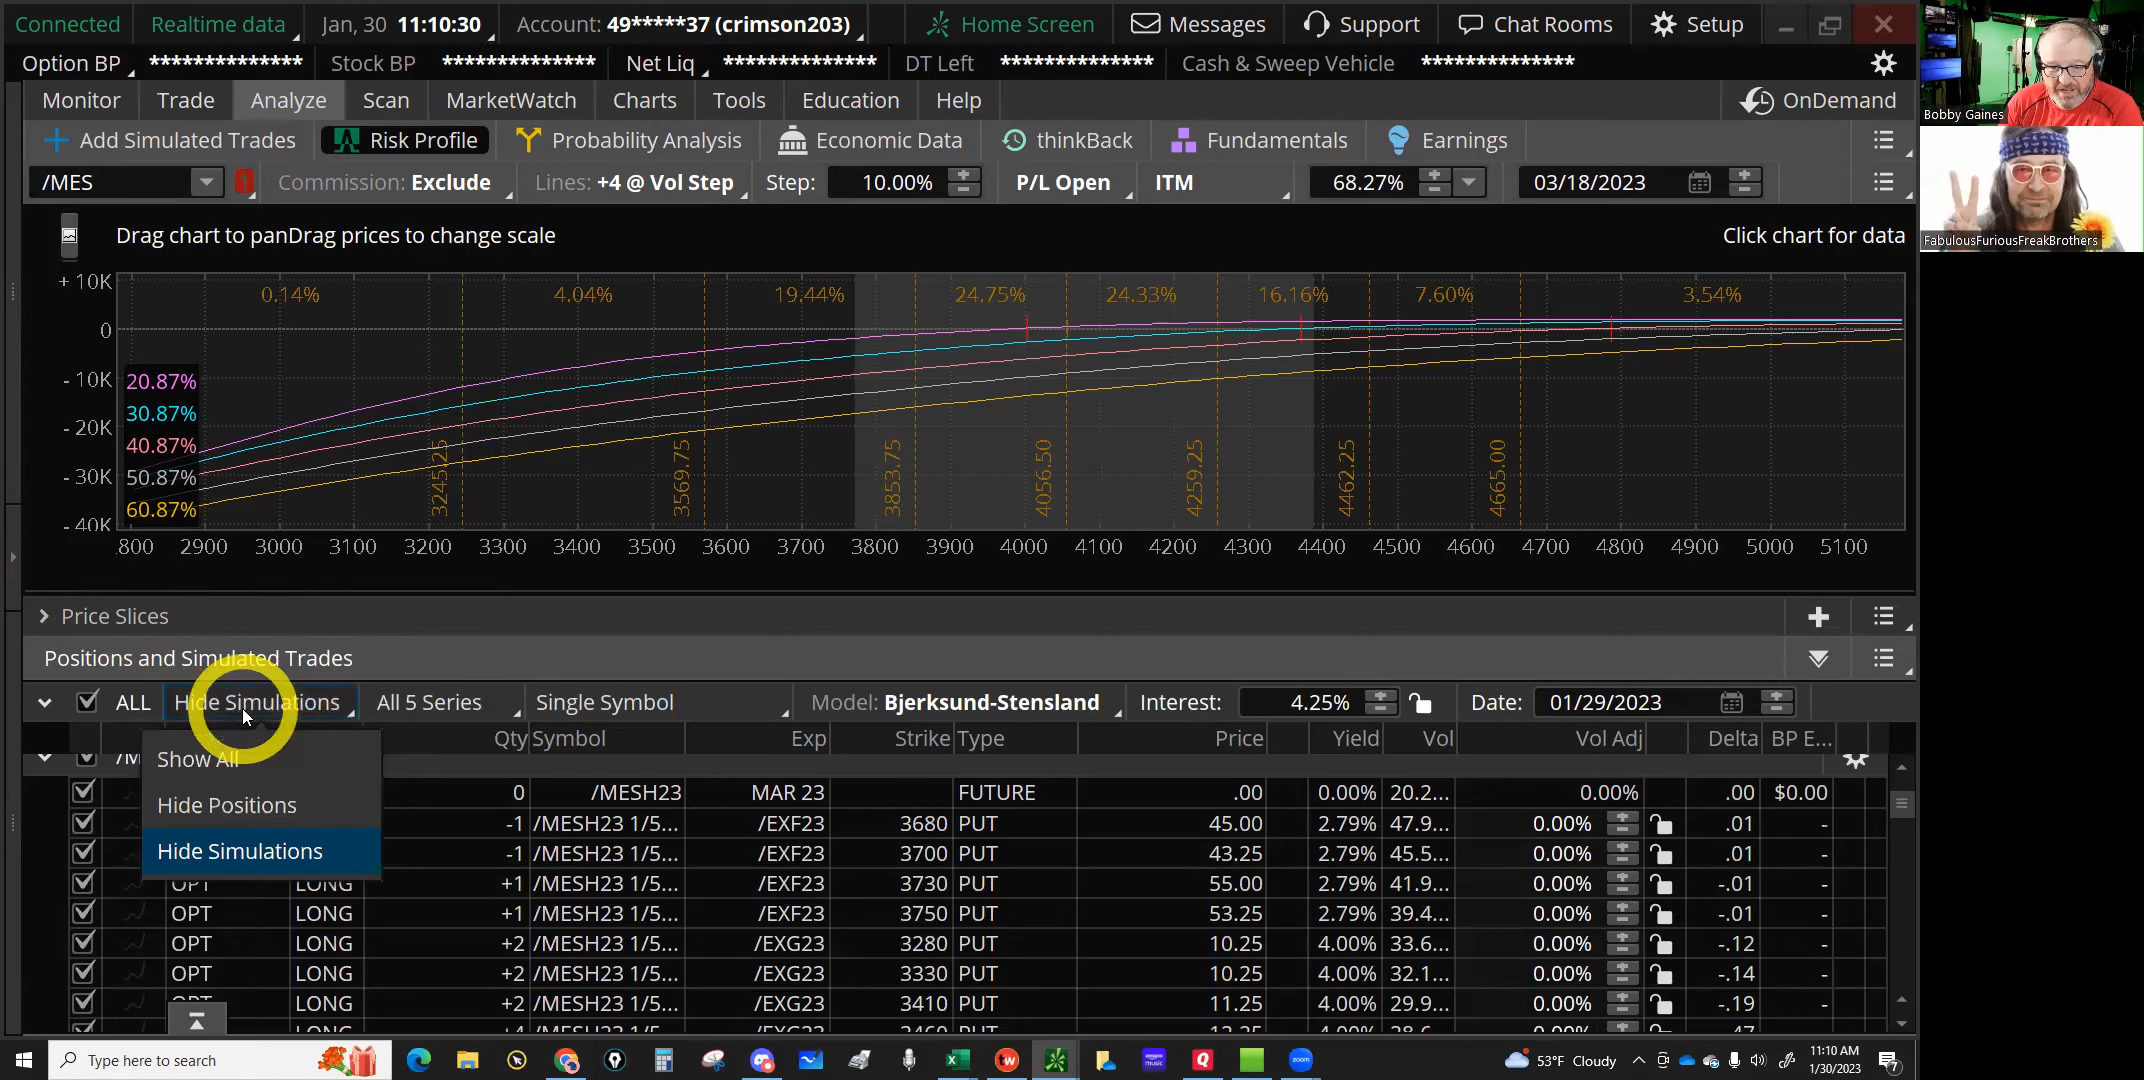 Connected Realtime data Jan, 30 11:10:30 Account: 49*****37 (crimson203) Home Screen Messages Support Chat Rooms Setup
Option BP ************** Stock BP ************** Net Liq ************** DT Left ************** Cash & Sweep Vehicle **************
Monitor Trade Analyze Scan MarketWatch Charts Tools Education Help OnDemand
Add Simulated Trades Risk Profile Probability Analysis Economic Data thinkBack Fundamentals Earnings
/MES Commission: Exclude Lines: +4 @ Vol Step Step: 10.00% P/L Open ITM 68.27% 03/18/2023
Drag chart to panDrag prices to change scale Click chart for data
+ 10K 0.14% 4.04% 19.44% 24.75% 24.33% 16.16% 7.60% 3.54%
0
- 10K 20.87%
30.87%
- 20K 40.87%
- 30K 50.87%
60.87%
- 40K
3245.25 3569.75 3853.75 4056.50 4259.25 4462.25 4665.00
800 2900 3000 3100 3200 3300 3400 3500 3600 3700 3800 3900 4000 4100 4200 4300 4400 4500 4600 4700 4800 4900 5000 5100
Price Slices
Positions and Simulated Trades
ALL Hide Simulations All 5 Series Single Symbol Model: Bjerksund-Stensland Interest: 4.25% Date: 01/29/2023
Qty Symbol Exp Strike Type Price Yield Vol Vol Adj Delta BP E...
Show All
Hide Positions
Hide Simulations
0 /MESH23 MAR 23 FUTURE .00 0.00% 20.2... 0.00% .00 $0.00
-1 /MESH23 1/5... /EXF23 3680 PUT 45.00 2.79% 47.9... 0.00% .01 -
-1 /MESH23 1/5... /EXF23 3700 PUT 43.25 2.79% 45.5... 0.00% .01 -
OPT LONG +1 /MESH23 1/5... /EXF23 3730 PUT 55.00 2.79% 41.9... 0.00% -.01 -
OPT LONG +1 /MESH23 1/5... /EXF23 3750 PUT 53.25 2.79% 39.4... 0.00% -.01 -
OPT LONG +2 /MESH23 1/5... /EXG23 3280 PUT 10.25 4.00% 33.6... 0.00% -.12 -
OPT LONG +2 /MESH23 1/5... /EXG23 3330 PUT 10.25 4.00% 32.1... 0.00% -.14 -
OPT LONG +2 /MESH23 1/5... /EXG23 3410 PUT 11.25 4.00% 29.9... 0.00% -.19 -
Type here to search 53°F Cloudy 11:10 AM
1/30/2023
Bobby Gaines
FabulousFuriousFreakBrothers